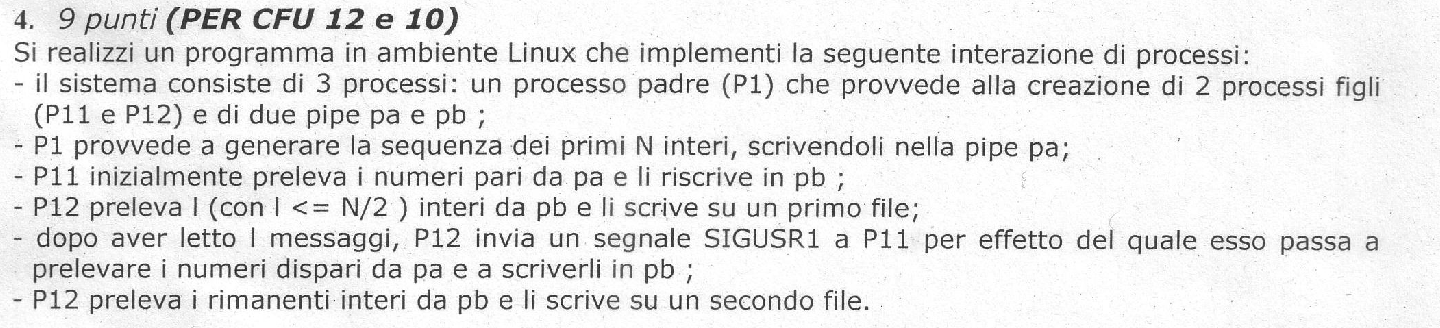 4. 9 punti (PER CFU 12 e 10)
Si realizzi un programma in ambiente Linux che implementi la seguente interazione di processi:
- il sistema consiste di 3 processi: un processo padre (P1) che provvede alla creazione di 2 processi figli
(P11 e P12) e di due pipe pa e pb ;
- P1 provvede a generare la sequenza dei primi N interi, scrivendoli nella pipe pa;
- P11 inizialmente preleva i numeri pari da pa e li riscrive in pb ;
- P12 preleva I (con I <= N/2 ) interi da pb e li scrive su un primo file;
- dopo aver letto I messaggi, P12 invia un segnale SIGUSR1 a P11 per effetto del quale esso passa a
prelevare i numeri dispari da pa e a scriverli in pb ;
- P12 preleva i rimanenti interi da pb e li scrive su un secondo file.